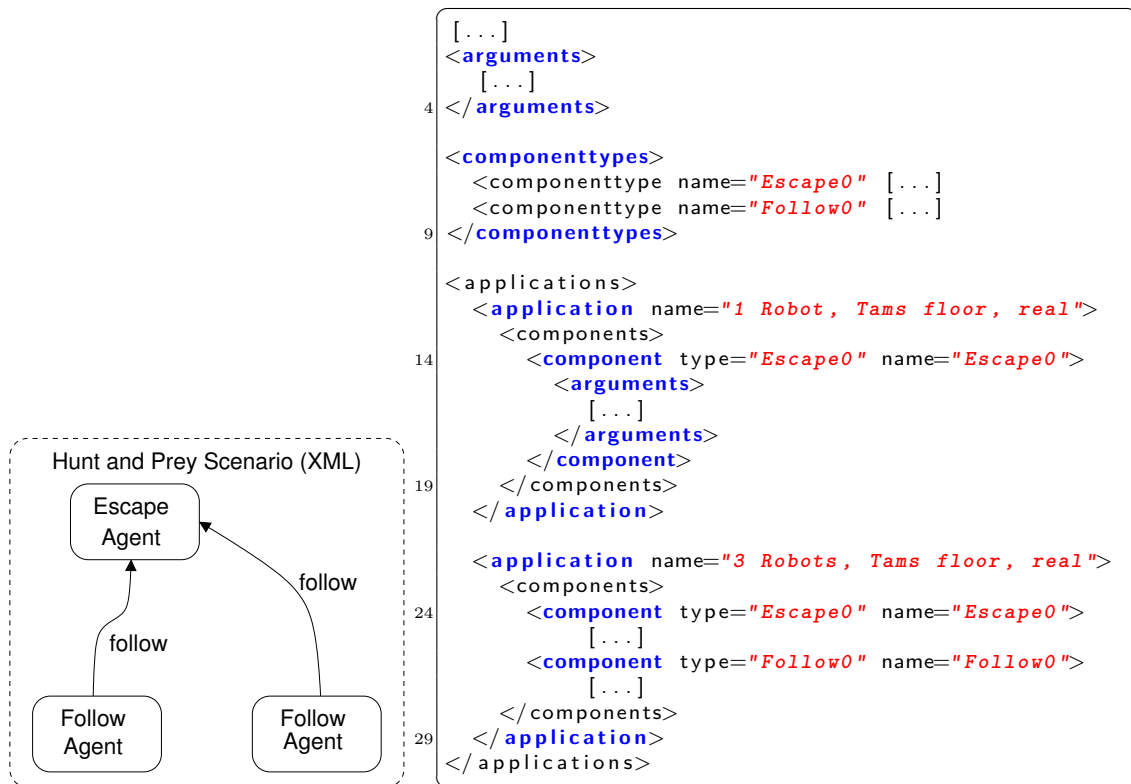 Hunt and Prey Scenario (XML)
Escape
Agent
follow
follow
Follow
Agent
Follow
Agent
[...]
<arguments>
[...]
4 </arguments>
<componenttypes>
<componenttype name="Escape0" [...]
<componenttype name="Follow0" [...]
9 </componenttypes>
<applications>
<application name="1 Robot, Tams floor, real">
<components>
14 <component type="Escape0" name="Escape0">
<arguments>
[...]
</arguments>
</component>
19 </components>
</application>
<application name="3 Robots, Tams floor, real">
<components>
24 <component type="Escape0" name="Escape0">
[...]
<component type="Follow0" name="Follow0">
[...]
</components>
29 </application>
</applications>